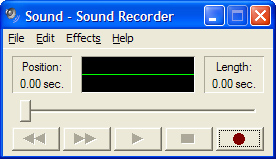 Sound - Sound Recorder
File Edit Effects Help
Position: Length:
0.00 sec. 0.00 sec.